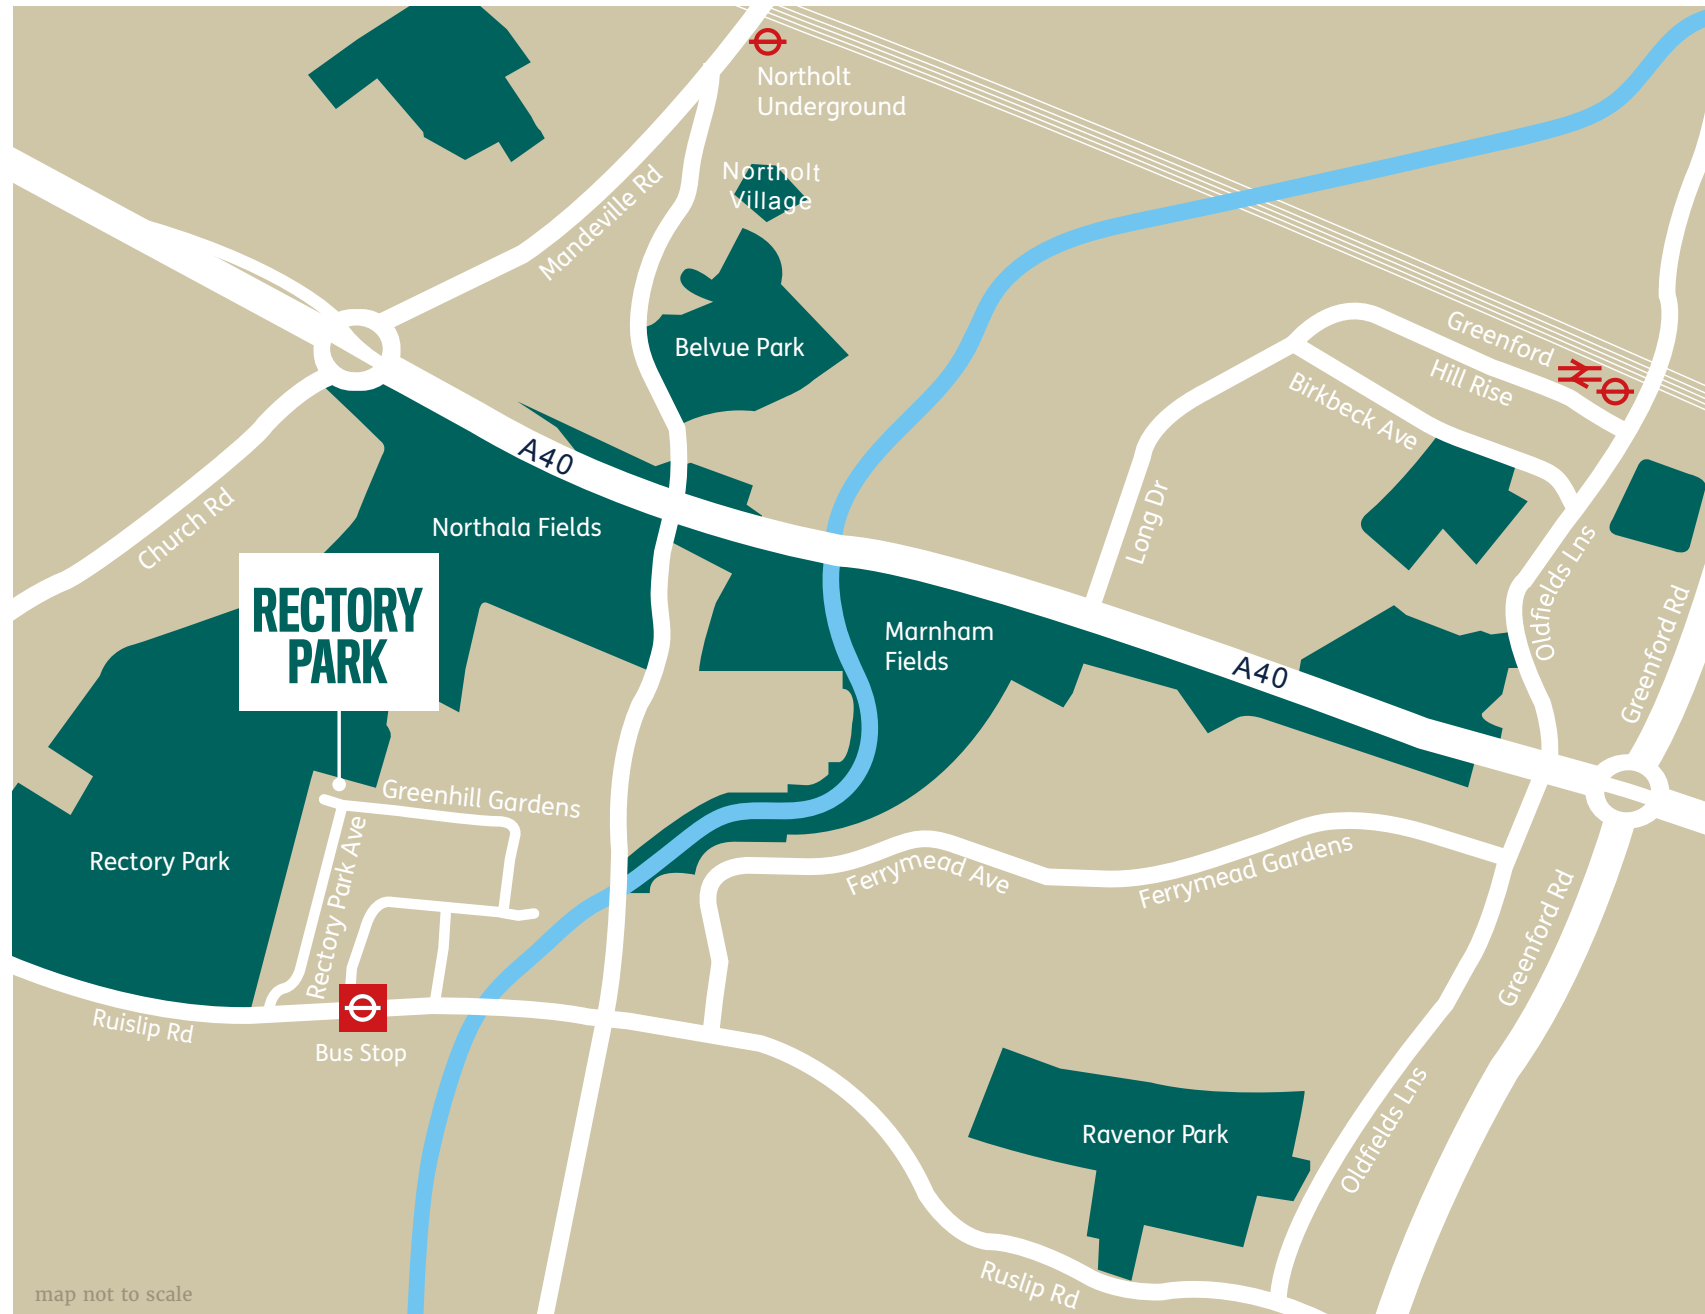 Northolt
Underground
Northolt
Village
Mandeville Rd
Belvue Park
Greenford
Hill Rise
Birkbeck Ave
A40
Long Dr
Church Rd
Northala Fields
RECTORY
PARK
Oldfields Lns
Greenford Rd
Marnham
Fields
A40
Greenhill Gardens
Rectory Park
Rectory Park Ave
Ferrymead Ave
Ferrymead Gardens
Greenford Rd
Ruislip Rd
Bus Stop
Ravenor Park
Oldfields Lns
Ruslip Rd
map not to scale